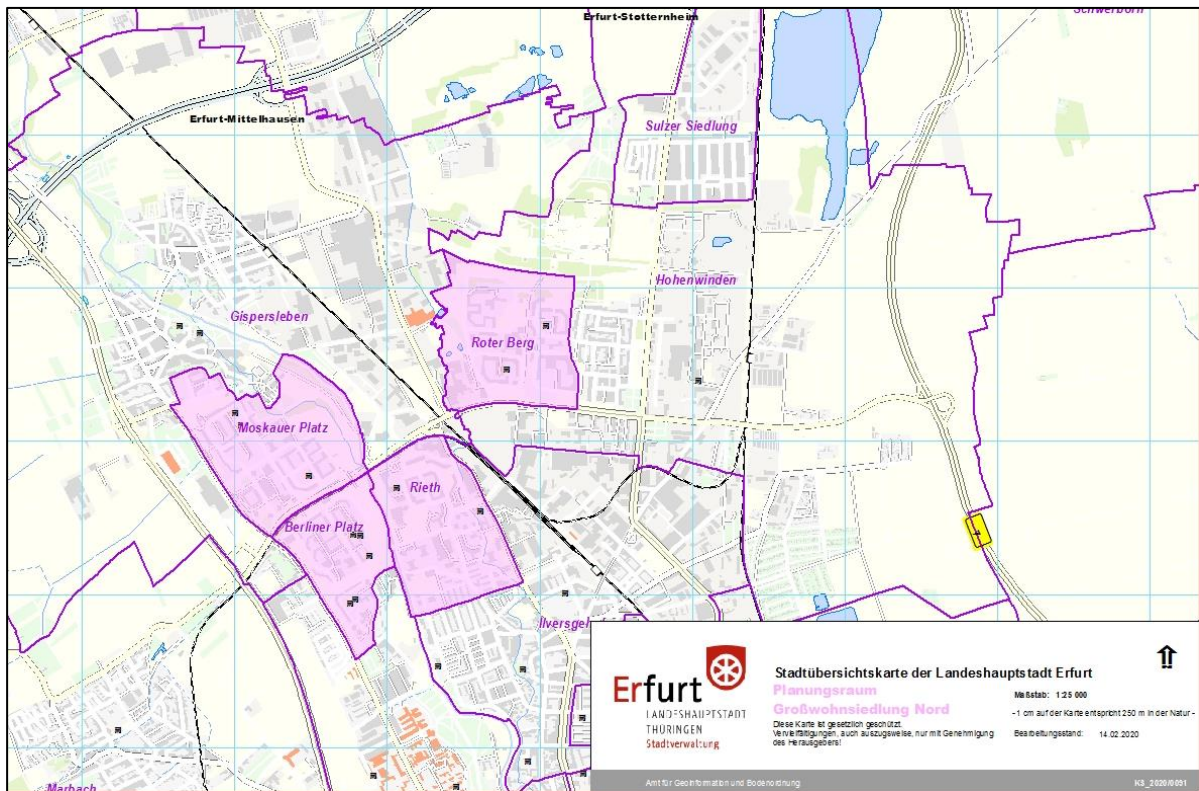 Erfurt-Stotternheim
Schwerborn
Erfurt-Mittelhausen
Sulzer Siedlung
Hohenwinden
Gispersleben
Roter Berg
Moskauer Platz
Rieth
Berliner Platz
Ilversge
Marbach
Erfurt
LANDESHAUPTSTADT
THÜRINGEN
Stadtverwaltung
Stadtübersichtskarte der Landeshauptstadt Erfurt
Planungsraum
Großwohnsiedlung Nord
Diese Karte ist gesetzlich geschützt.
Vervielfältigungen, auch auszugsweise, nur mit Genehmigung
des Herausgebers!
Maßstab: 1:25 000
- 1 cm auf der Karte entspricht 250 m in der Natur -
Bearbeitungsstand: 14.02.2020
Amt für Geoinformation und Bodenordnung
KS_2020/0091